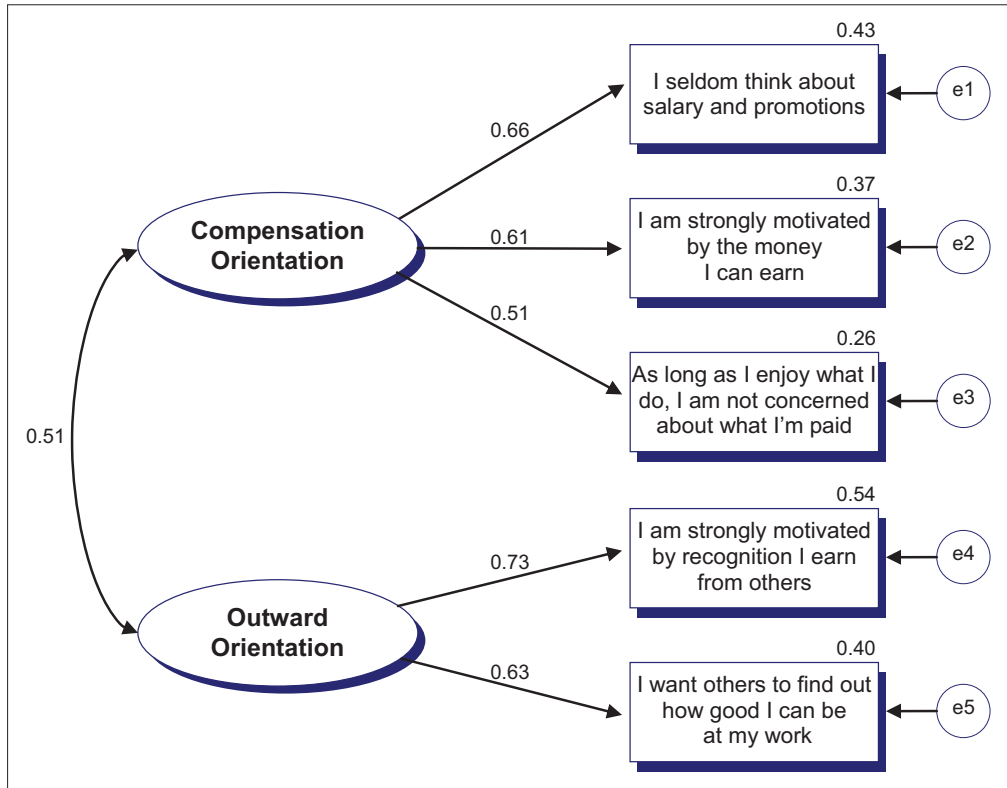 0.43
I seldom think about
salary and promotions
e1
0.66
0.37
Compensation
Orientation
0.61
I am strongly motivated
by the money
I can earn
e2
0.51
0.26
As long as I enjoy what I
do, I am not concerned
about what I'm paid
e3
0.51
0.54
I am strongly motivated
by recognition I earn
from others
e4
0.73
Outward
Orientation
0.40
0.63
I want others to find out
how good I can be
at my work
e5